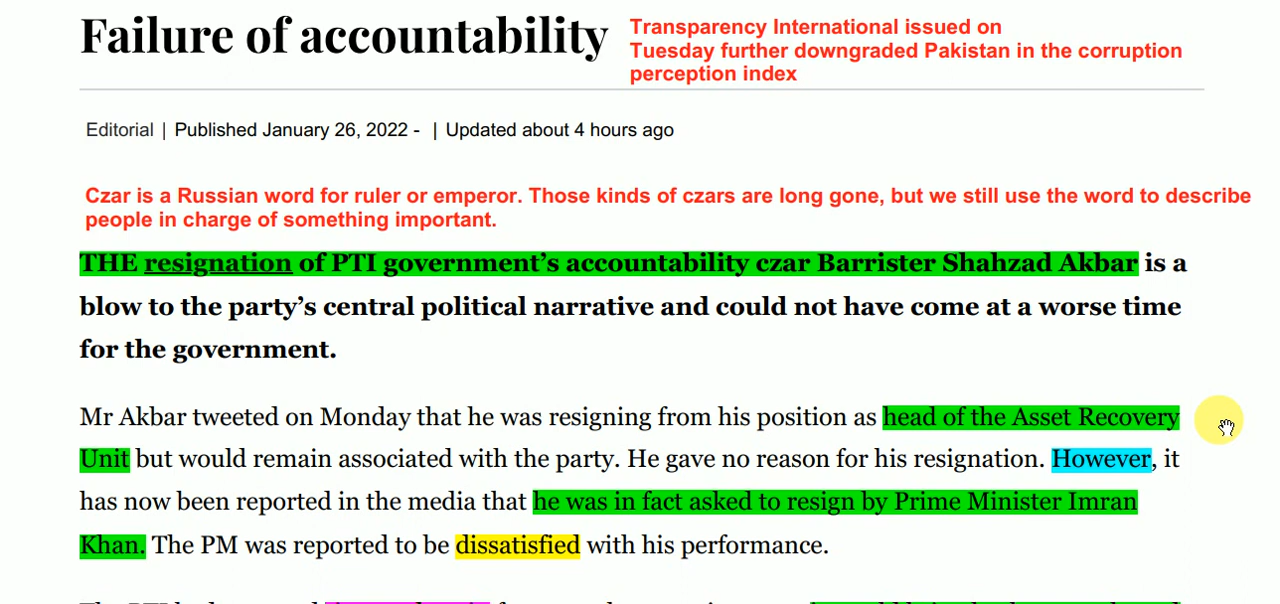 Failure of accountability
Transparency International issued on
Tuesday further downgraded Pakistan in the corruption
perception index
Editorial | Published January 26, 2022 - | Updated about 4 hours ago
Czar is a Russian word for ruler or emperor. Those kinds of czars are long gone, but we still use the word to describe
people in charge of something important.
THE resignation of PTI government’s accountability czar Barrister Shahzad Akbar is a
blow to the party’s central political narrative and could not have come at a worse time
for the government.
Mr Akbar tweeted on Monday that he was resigning from his position as head of the Asset Recovery
Unit but would remain associated with the party. He gave no reason for his resignation. However, it
has now been reported in the media that he was in fact asked to resign by Prime Minister Imran
Khan. The PM was reported to be dissatisfied with his performance.